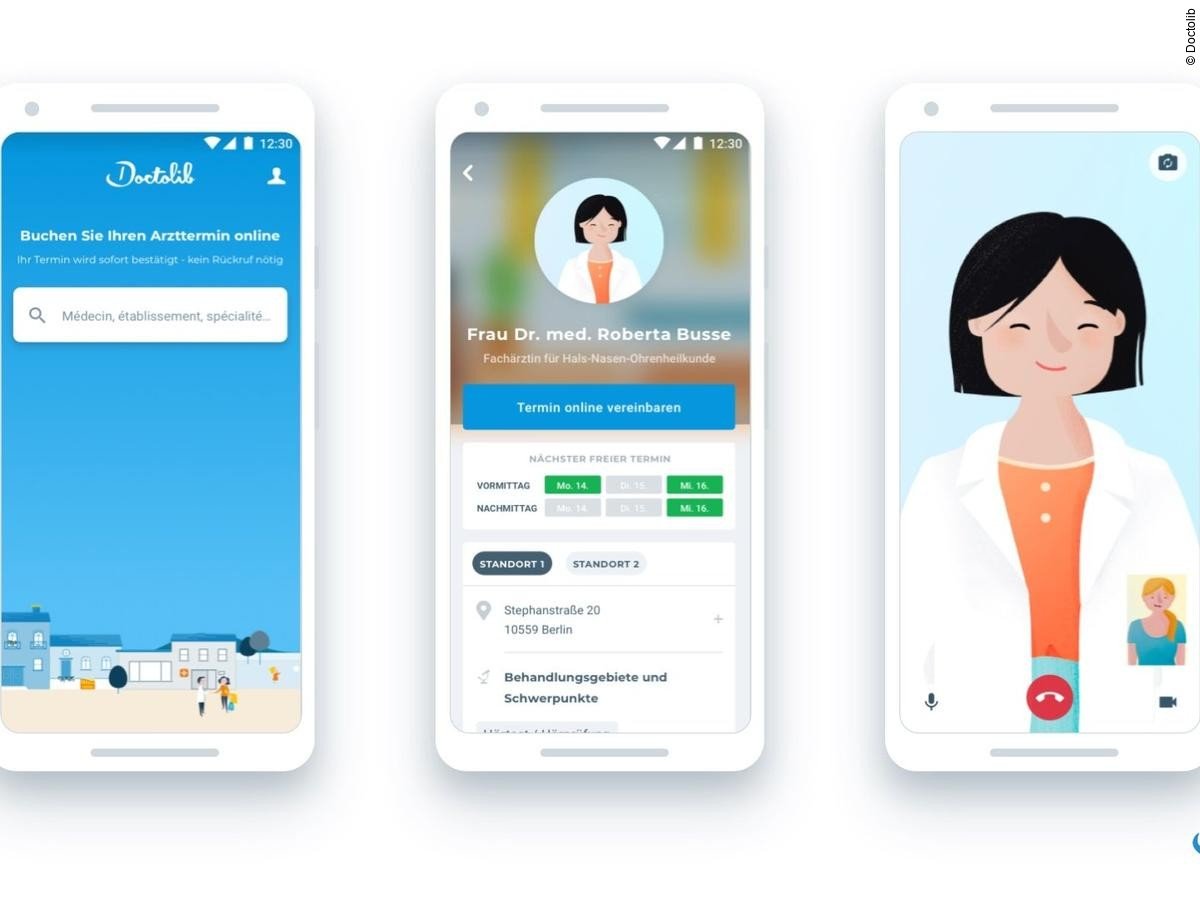 © Doctolib
12:30
Doctolib
Buchen Sie Ihren Arzttermin online
Ihr Termin wird sofort bestätigt - kein Rückruf nötig
Médecin, établissement, spécialité...
12:30
Frau Dr. med. Roberta Busse
Fachärztin für Hals-Nasen-Ohrenheilkunde
Termin online vereinbaren
NÄCHSTER FREIER TERMIN
VORMITTAG Mo. 14. Di. 15. Mi. 16.
NACHMITTAG Mo. 14. Di. 15. Mi. 16.
STANDORT 1 STANDORT 2
Stephanstraße 20
10559 Berlin
Behandlungsgebiete und
Schwerpunkte